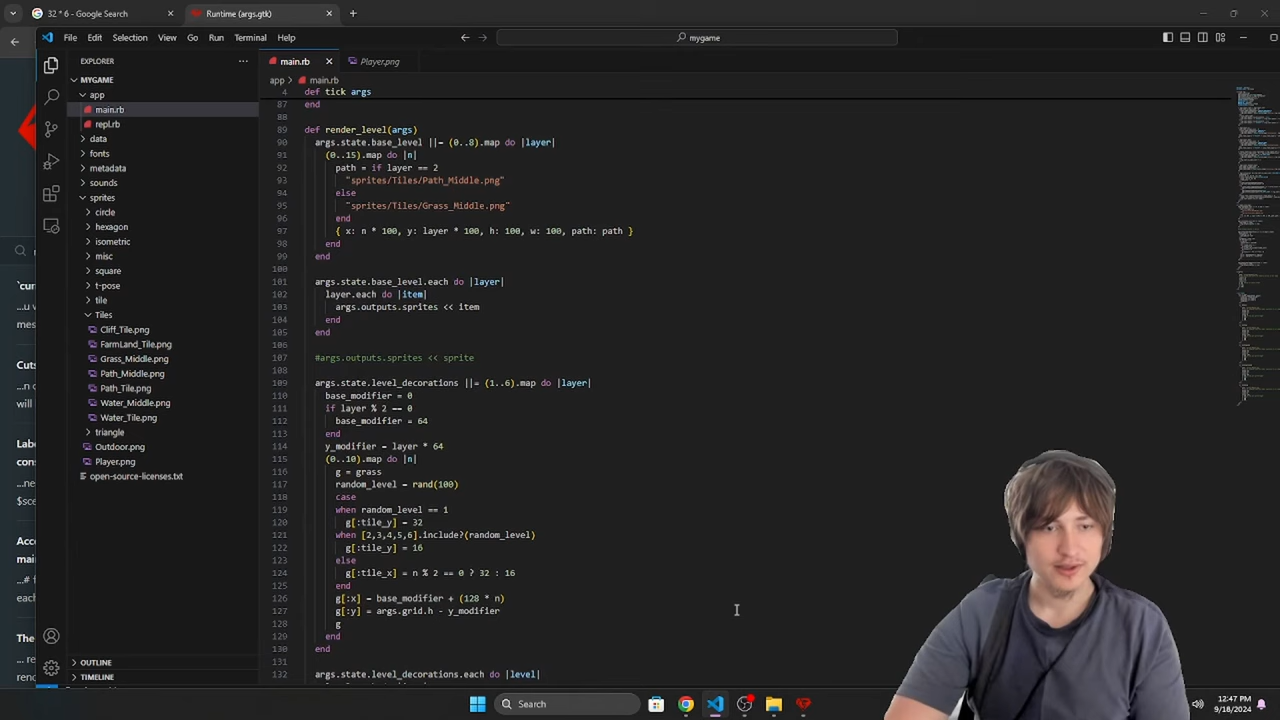 32 * 6 - Google Search
Runtime (args.gtk)
File Edit Selection View Go Run Terminal Help
mygame
EXPLORER
MYGAME
app
main.rb
repl.rb
data
fonts
metadata
sounds
sprites
circle
hexagon
isometric
misc
square
t-pose
tile
Tiles
Cliff_Tile.png
FarmLand_Tile.png
Grass_Middle.png
Path_Middle.png
Path_Tile.png
Water_Middle.png
Water_Tile.png
triangle
Outdoor.png
Player.png
open-source-licenses.txt
OUTLINE
TIMELINE
main.rb
Player.png
app > main.rb
4 def tick args
87 end
88
89 def render_level(args)
90 args.state.base_level ||= (0..8).map do |layer|
91 (0..15).map do |n|
92 path = if layer == 2
93 "sprites/Tiles/Path_Middle.png"
94 else
95 "sprites/Tiles/Grass_Middle.png"
96 end
97 { x: n * 100, y: layer * 100, h: 100, w: 100, path: path }
98 end
99 end
100
101 args.state.base_level.each do |layer|
102 layer.each do |item|
103 args.outputs.sprites << item
104 end
105 end
106
107 #args.outputs.sprites << sprite
108
109 args.state.level_decorations ||= (1..6).map do |layer|
110 base_modifier = 0
111 if layer % 2 == 0
112 base_modifier = 64
113 end
114 y_modifier = layer * 64
115 (0..10).map do |n|
116 g = grass
117 random_level = rand(100)
118 case
119 when random_level == 1
120 g[:tile_y] = 32
121 when [2,3,4,5,6].include?(random_level)
122 g[:tile_y] = 16
123 else
124 g[:tile_x] = n % 2 == 0 ? 32 : 16
125 end
126 g[:x] = base_modifier + (128 * n)
127 g[:y] = args.grid.h - y_modifier
128 g
129 end
130 end
131
132 args.state.level_decorations.each do |level|
Search
12:47 PM
9/18/2024